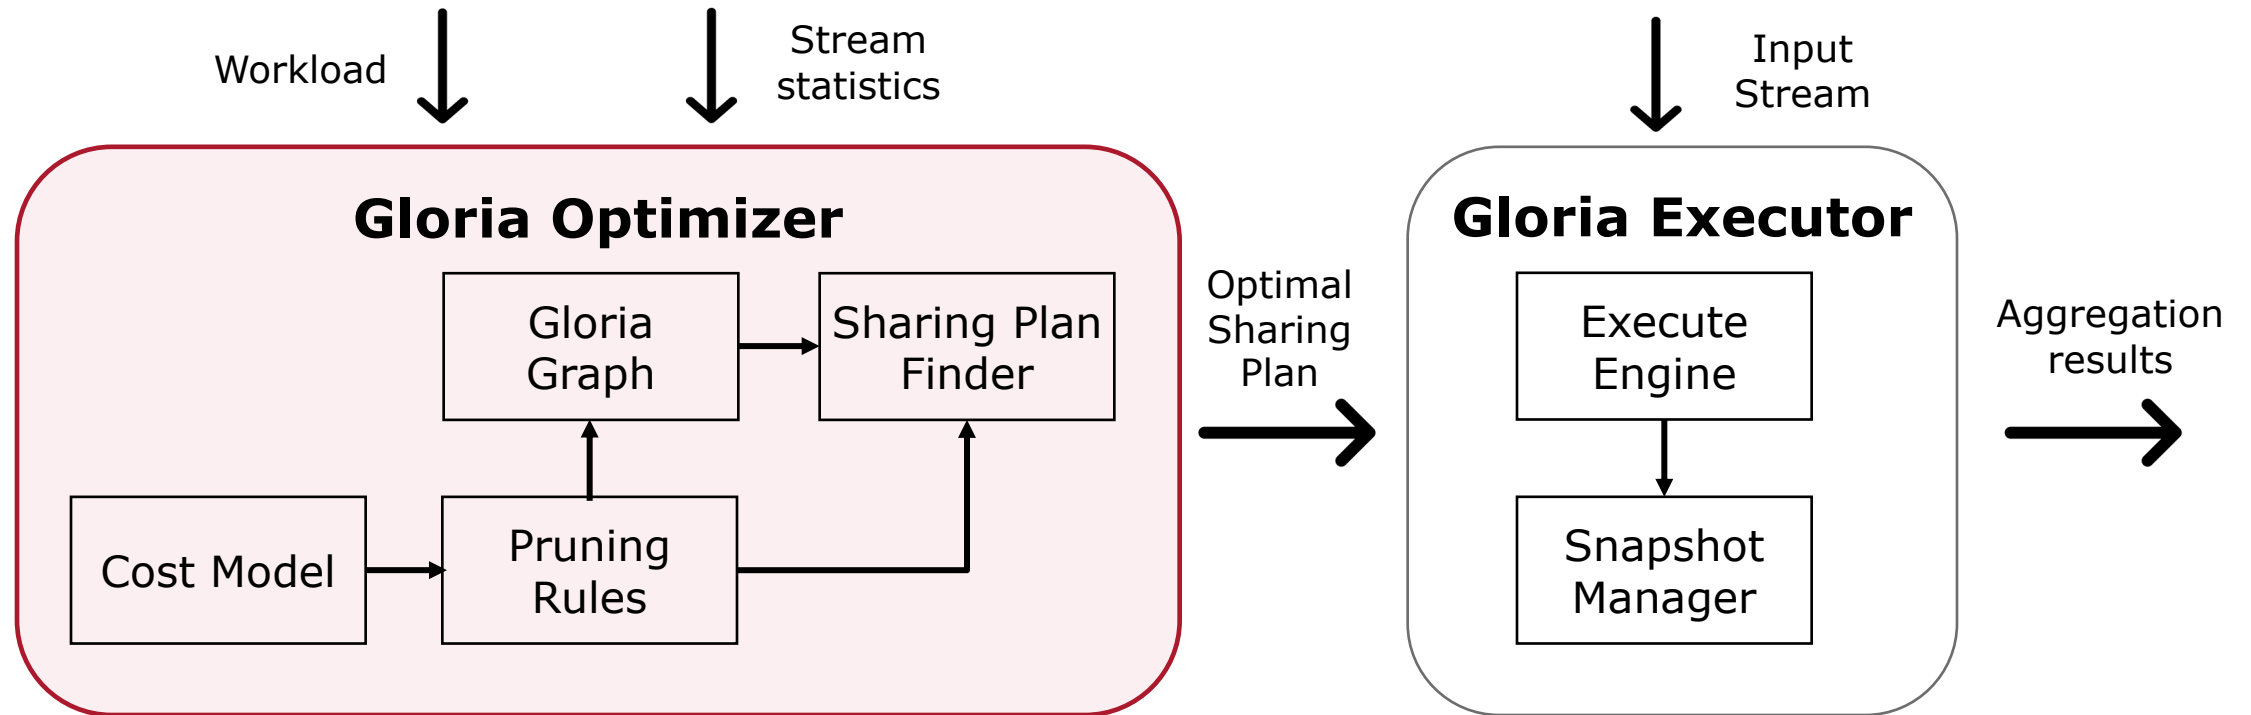 Workload
Stream
statistics
Input
Stream
Gloria Optimizer
Gloria
Graph
Sharing Plan
Finder
Cost Model
Pruning
Rules
Optimal
Sharing
Plan
Gloria Executor
Execute
Engine
Snapshot
Manager
Aggregation
results